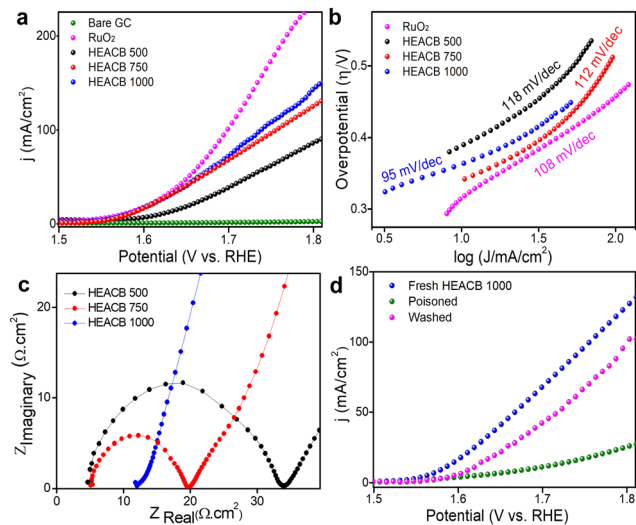 a
Bare GC
RuO₂
HEACB 500
HEACB 750
HEACB 1000
200
100
0
j (mA/cm²)
1.5 1.6 1.7 1.8
Potential (V vs. RHE)
b
RuO₂
HEACB 500
HEACB 750
HEACB 1000
118 mV/dec
112 mV/dec
95 mV/dec
108 mV/dec
0.5
0.4
0.3
Overpotential (η/V)
0.5 1.0 1.5 2.0
log (J/mA/cm²)
c
HEACB 500
HEACB 750
HEACB 1000
20
10
0
Z Imaginary (Ω.cm²)
0 10 20 30
Z Real (Ω.cm²)
d
Fresh HEACB 1000
Poisoned
Washed
150
100
50
0
j (mA/cm²)
1.5 1.6 1.7 1.8
Potential (V vs. RHE)